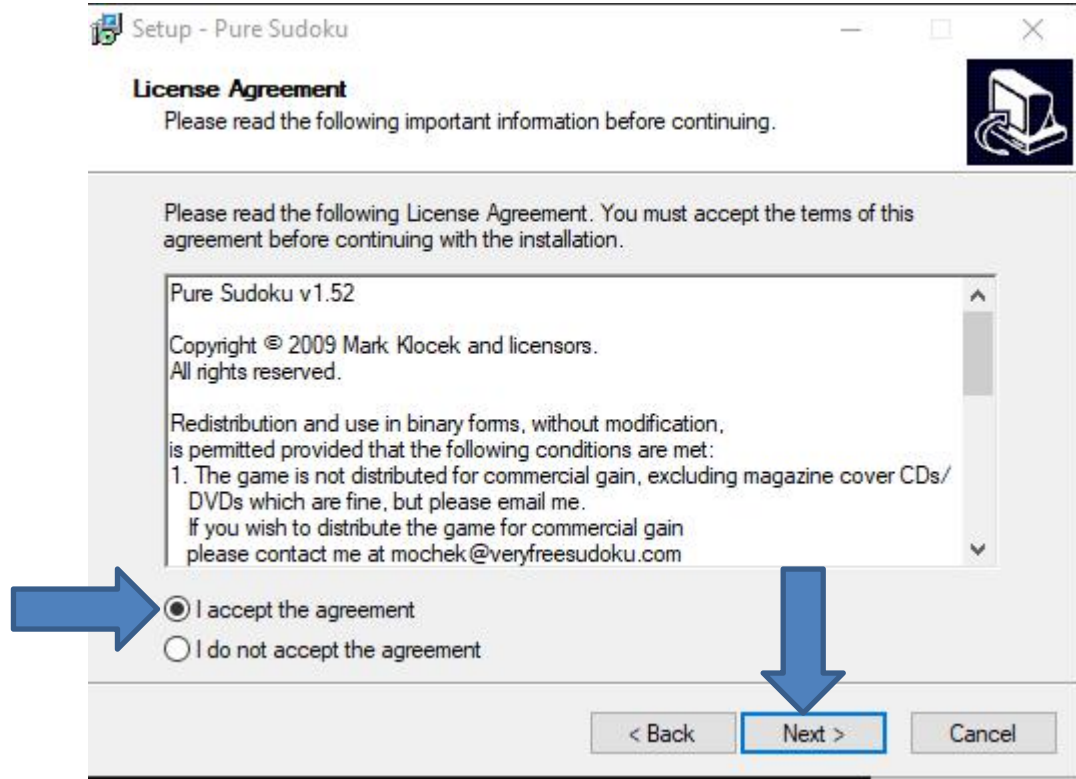 Setup - Pure Sudoku
License Agreement
Please read the following important information before continuing.
Please read the following License Agreement. You must accept the terms of this
agreement before continuing with the installation.
Pure Sudoku v1.52
Copyright © 2009 Mark Klocek and licensors.
All rights reserved.
Redistribution and use in binary forms, without modification,
is permitted provided that the following conditions are met:
1. The game is not distributed for commercial gain, excluding magazine cover CDs/
DVDs which are fine, but please email me.
If you wish to distribute the game for commercial gain
please contact me at mochek@veryfreesudoku.com
I accept the agreement
I do not accept the agreement
< Back Next > Cancel